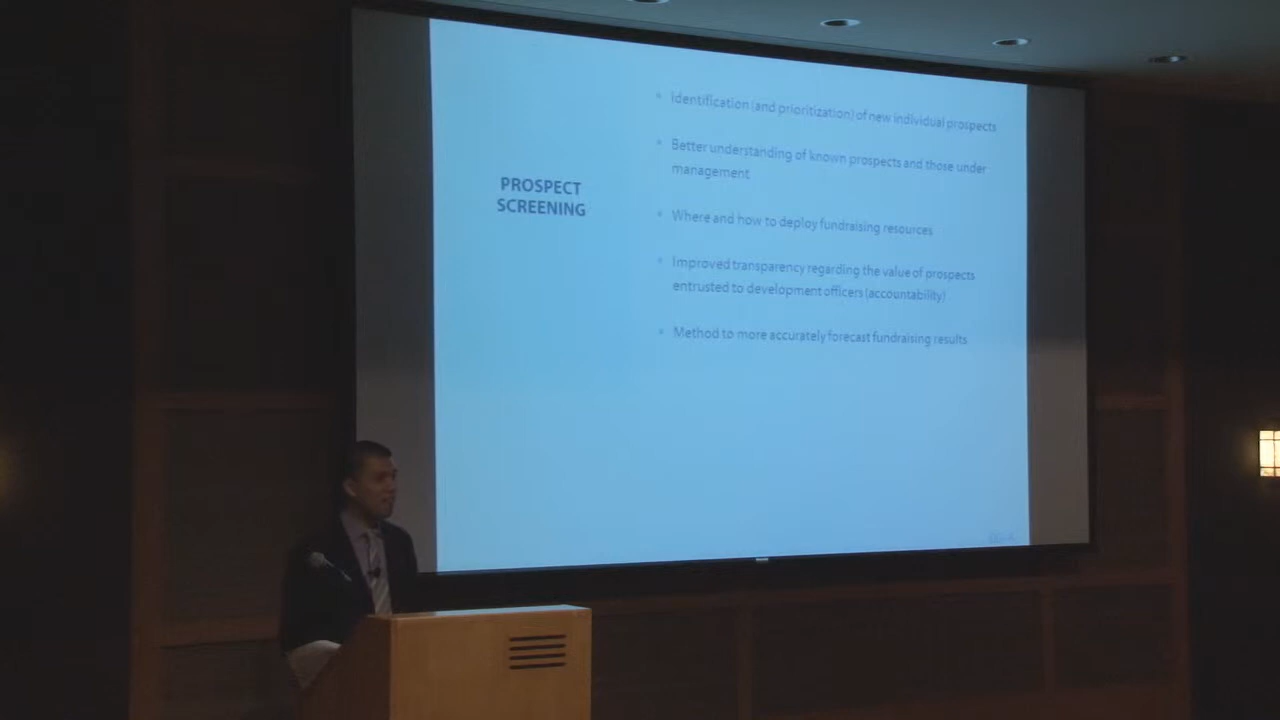 PROSPECT
SCREENING
• Identification (and prioritization) of new individual prospects
• Better understanding of known prospects and those under
management
• Where and how to deploy fundraising resources
• Improved transparency regarding the value of prospects
entrusted to development officers (accountability) .
• Method to more accurately forecast fundraising results